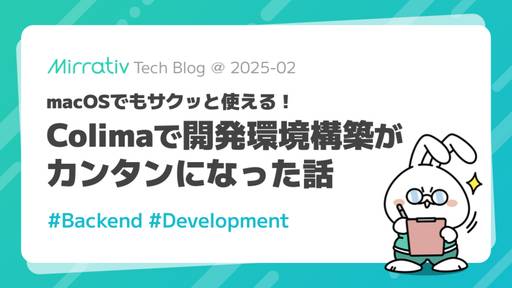 Mirrativ Tech Blog @ 2025-02
macOSでもサクッと使える！
Colimaで開発環境構築が
カンタンになった話
#Backend #Development